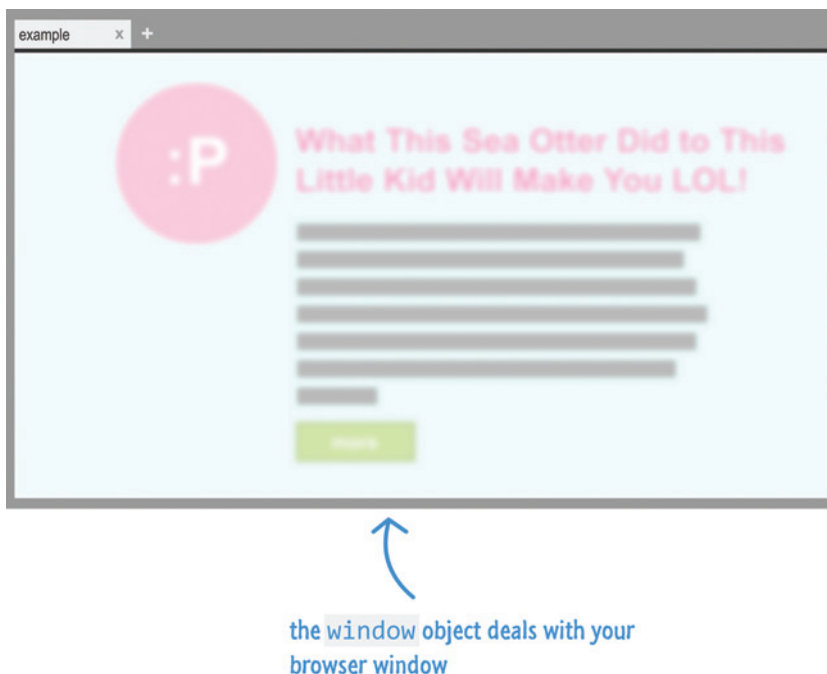 example x +
:P
What This Sea Otter Did to This
Little Kid Will Make You LOL!
more
the window object deals with your
browser window